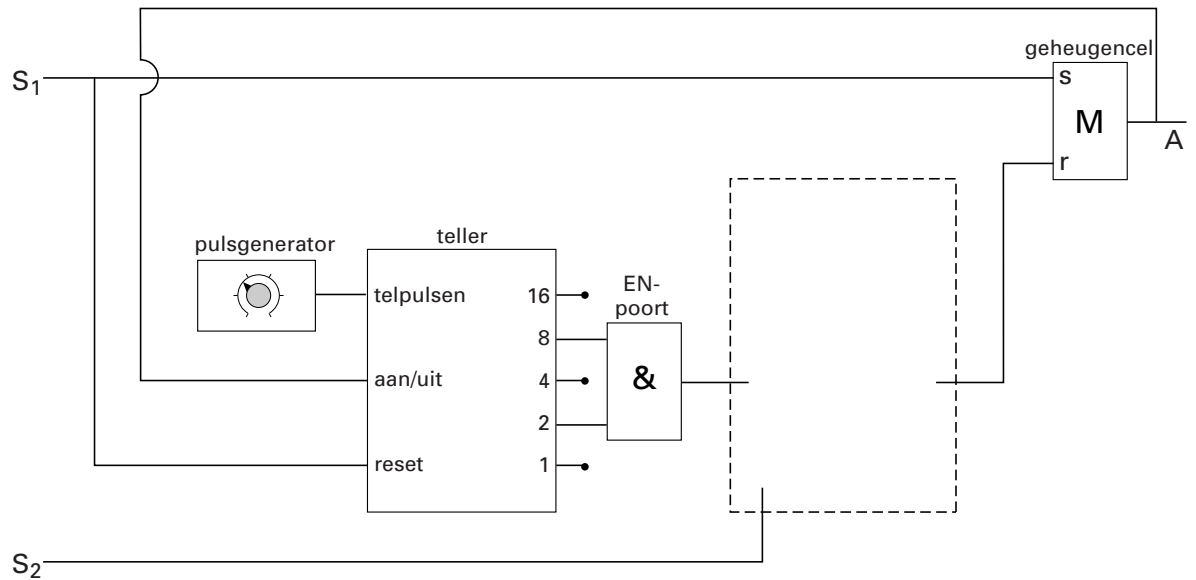 geheugencel
S1
s
M
A
r
teller
pulsgenerator
EN-
poort
telpulsen
16
8
&
aan/uit
4
2
reset
1
S2